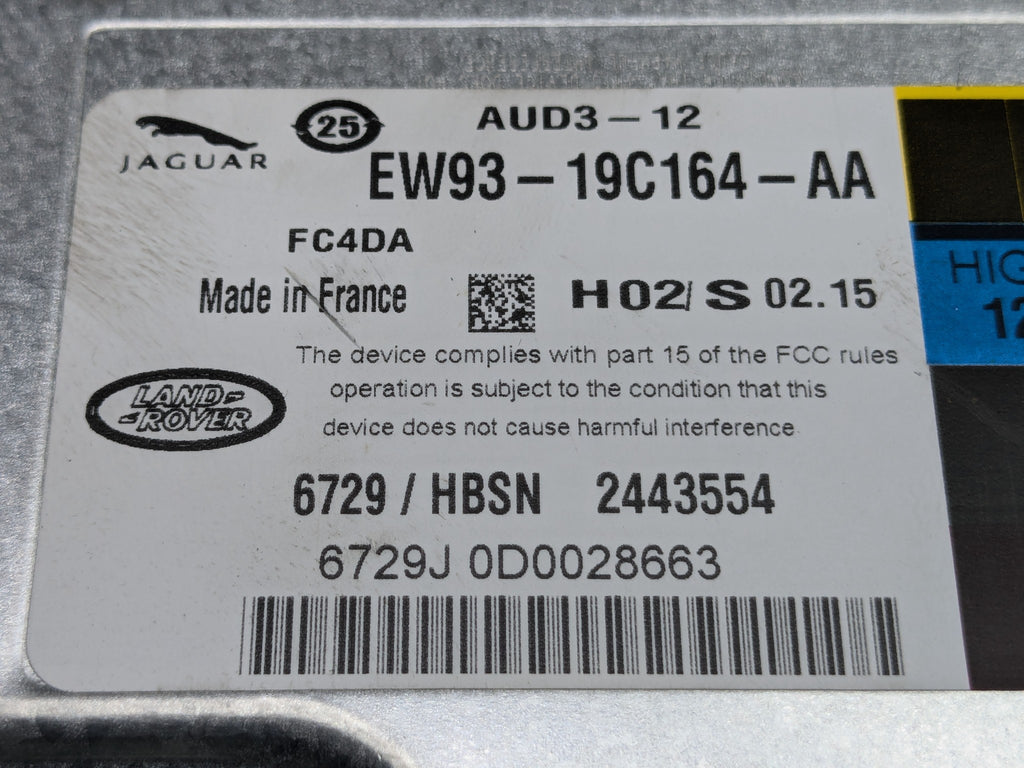 JAGUAR
25
AUD3-12
EW93-19C164-AA
FC4DA
Made in France
H02/S 02.15
The device complies with part 15 of the FCC rules
operation is subject to the condition that this
device does not cause harmful interference
LAND-
-ROVER
6729 / HBSN 2443554
6729J 0D0028663
HIG
12